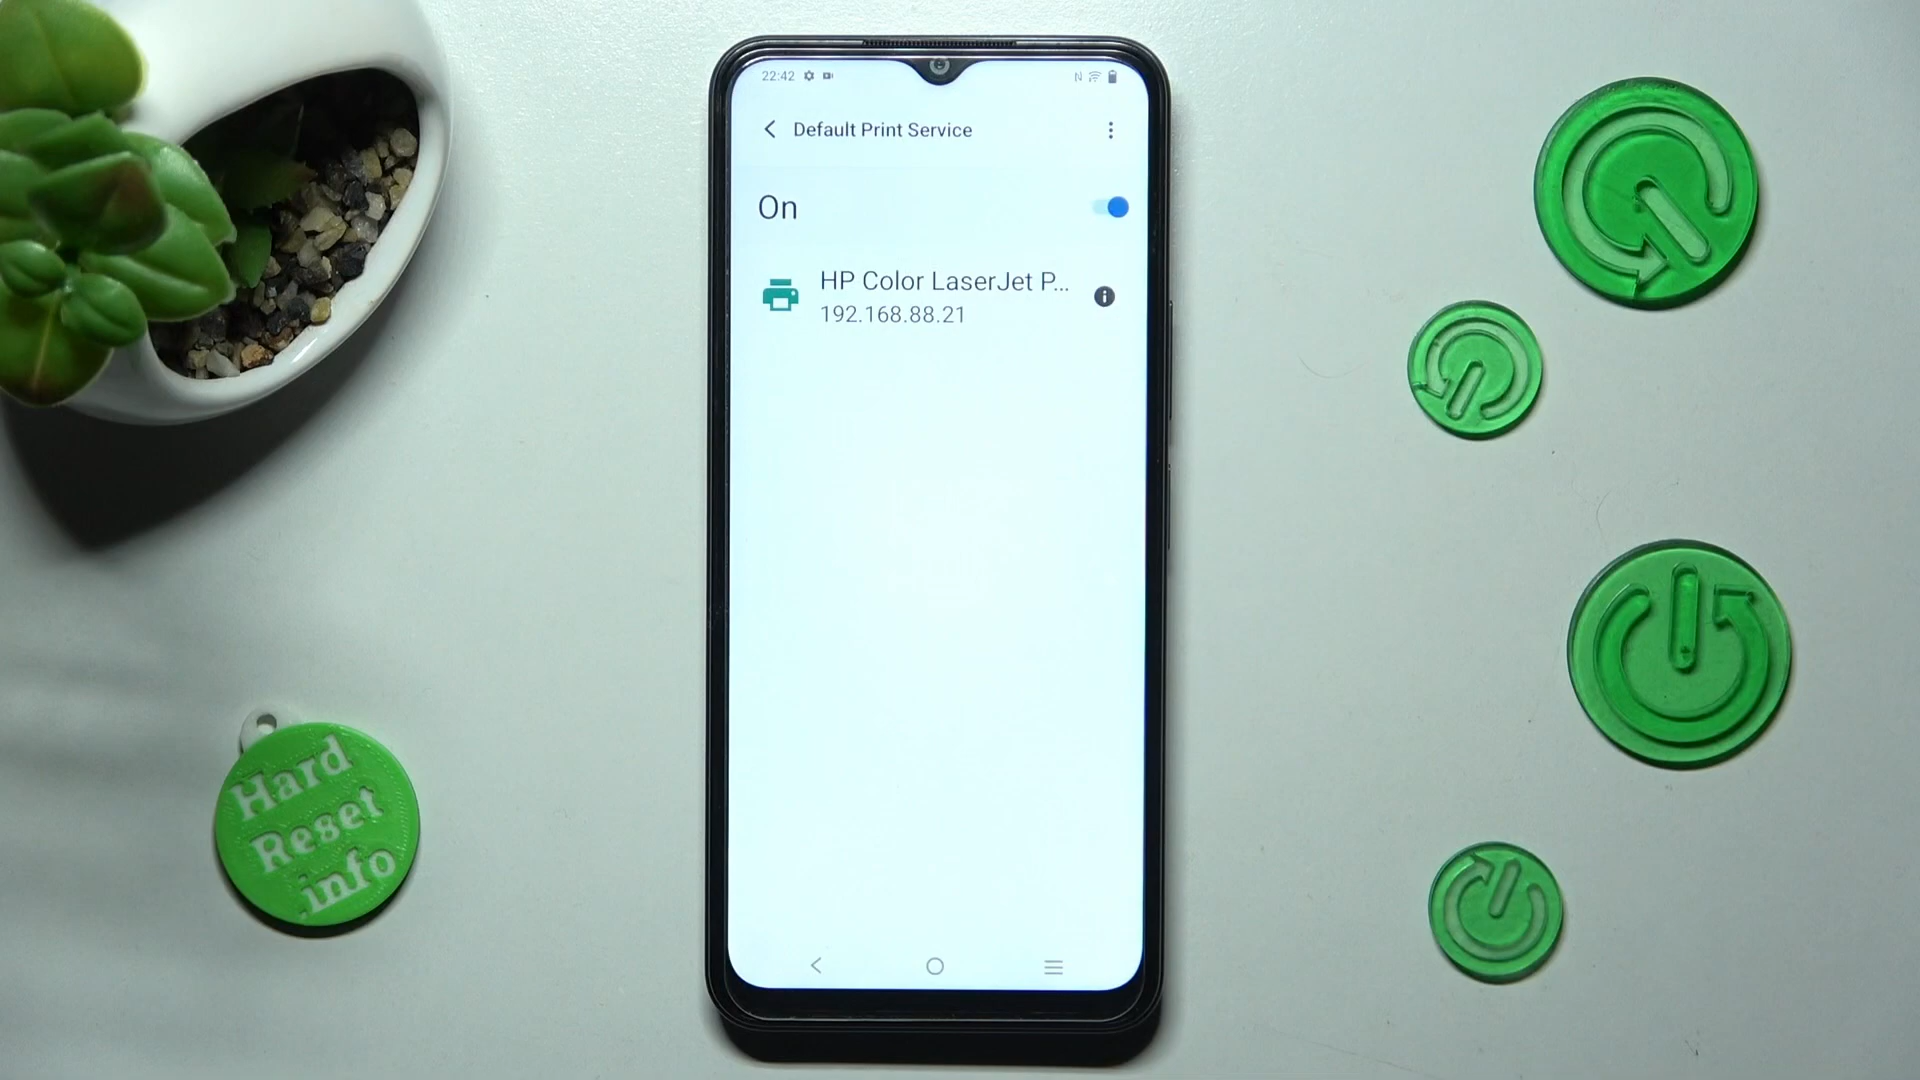 22:42
N
Default Print Service
On
HP Color LaserJet P...
192.168.88.21
Hard
Reset
.info